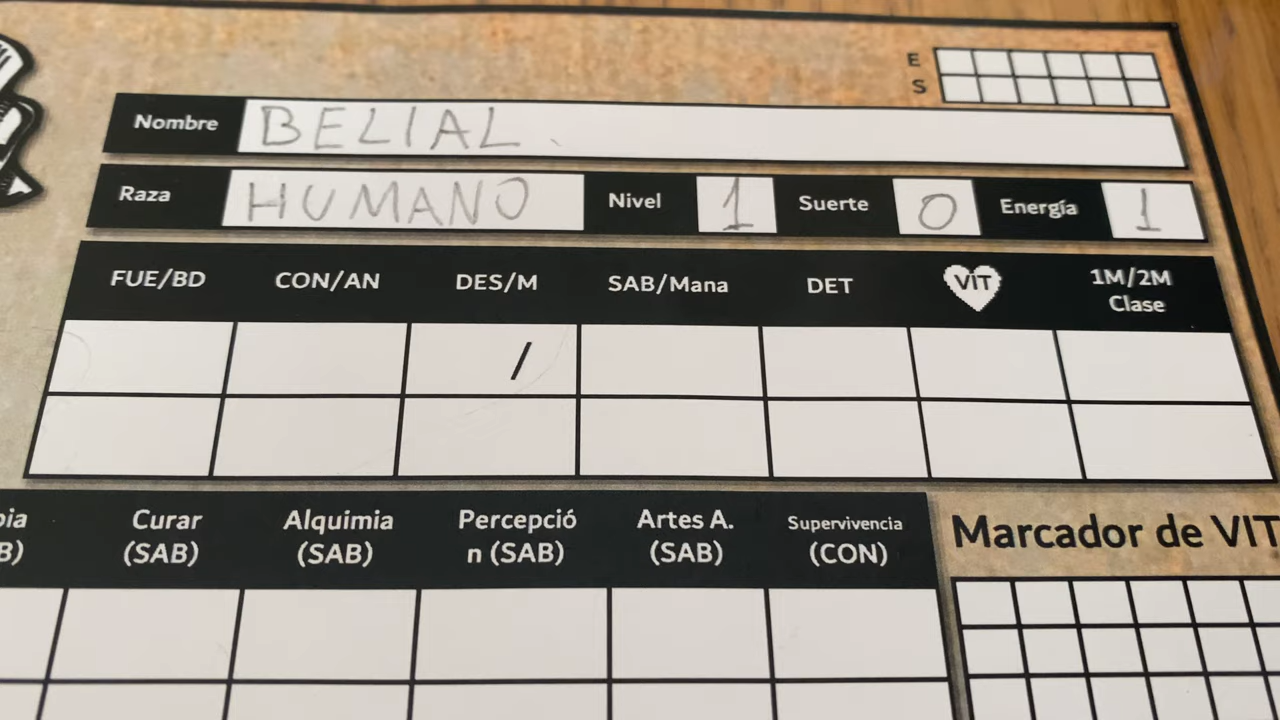 E
S
Nombre BELIAL.
Raza HUMANO Nivel 1 Suerte 0 Energía 1
FUE/BD CON/AN DES/M SAB/Mana DET VIT 1M/2M
Clase
/
Curar Alquimia Percepció Artes A. Supervivencia
(SAB) (SAB) n (SAB) (SAB) (CON)
Marcador de VIT